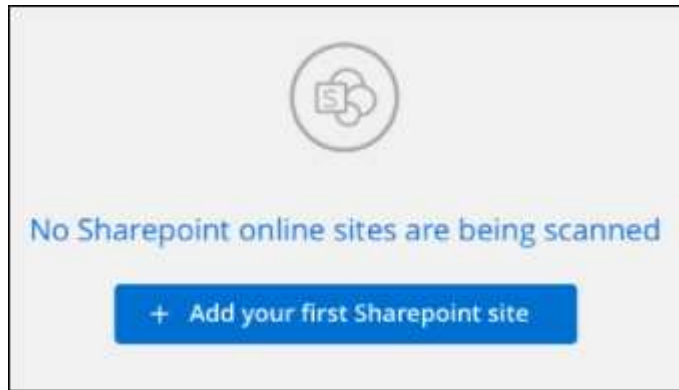 S
No Sharepoint online sites are being scanned
+ Add your first Sharepoint site